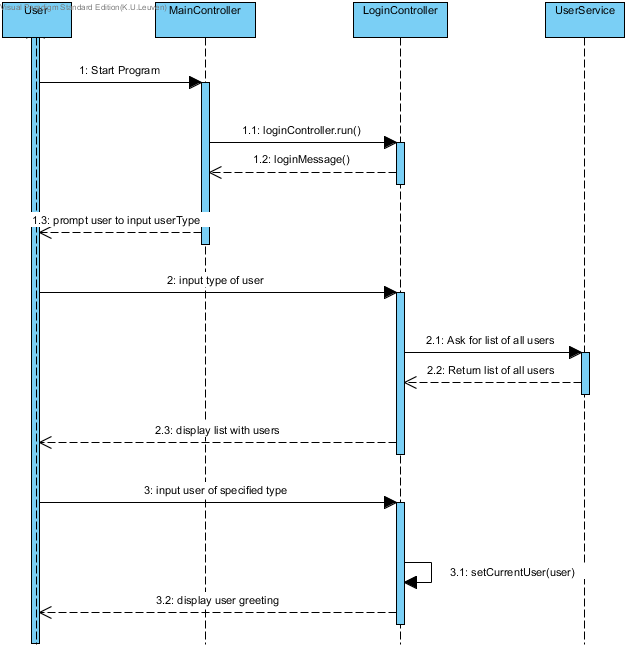 Visual Paradigm Standard Edition(K.U.Leuven)
User
MainController
LoginController
UserService
1: Start Program
1.1: loginController.run()
1.2: loginMessage()
1.3: prompt user to input userType
2: input type of user
2.1: Ask for list of all users
2.2: Return list of all users
2.3: display list with users
3: input user of specified type
3.1: setCurrentUser(user)
3.2: display user greeting